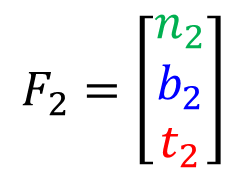 F₂ = [n₂
b₂
t₂]